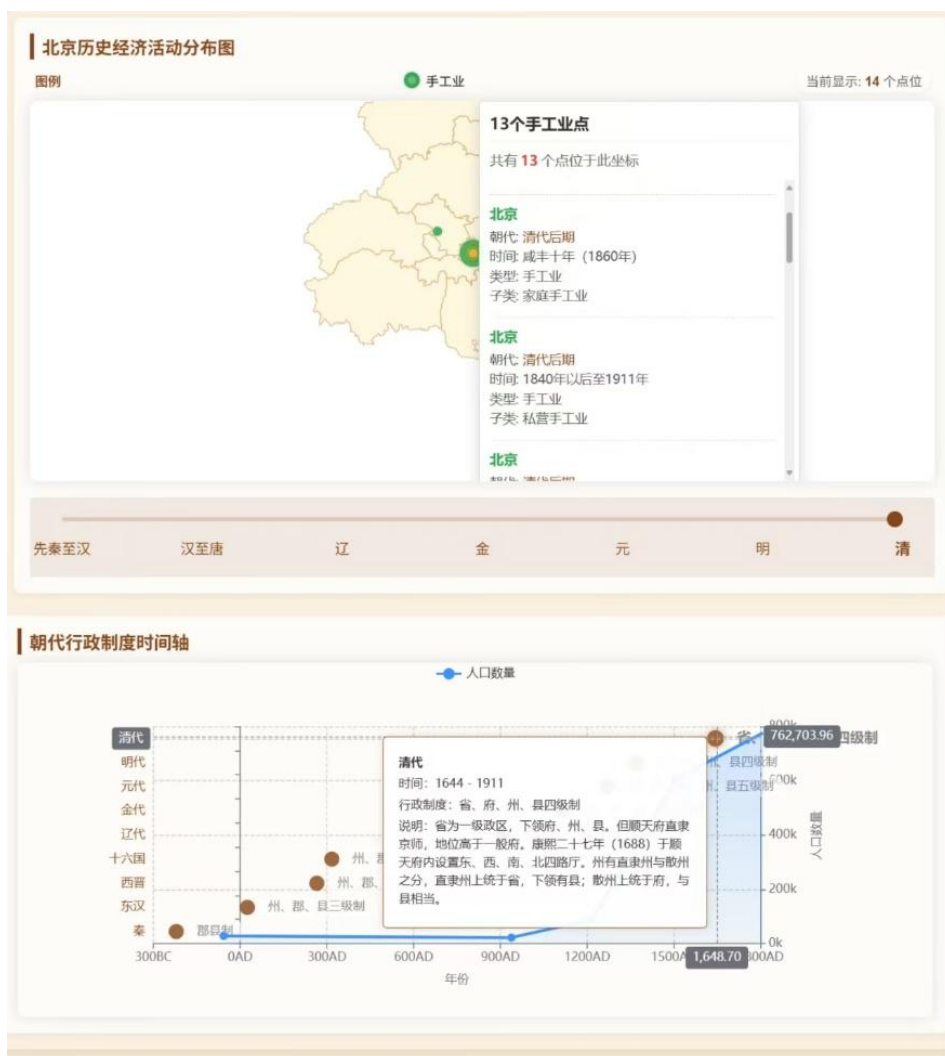 北京历史经济活动分布图
图例
手工业
当前显示: 14 个点位
13个手工业点
共有 13 个点位于此坐标
北京
朝代: 清代后期
时间: 咸丰十年（1860年）
类型: 手工业
子类: 家庭手工业
北京
朝代: 清代后期
时间: 1840年以后至1911年
类型: 手工业
子类: 私营手工业
北京
先秦至汉
汉至唐
辽
金
元
明
清
朝代行政制度时间轴
人口数量
800k
清代
省、
762,703.96
四级制
明代
县四级制
元代
县五级制
600k
金代
辽代
400k
十六国
州、
西晋
州、郡、
200k
东汉
州、郡、县三级制
秦
郡县制
0k
人口数量
清代
时间：1644 - 1911
行政制度：省、府、州、县四级制
说明：省为一级政区，下领府、州、县。但顺天府直隶
京师，地位高于一般府。康熙二十七年（1688）于顺
天府内设置东、西、南、北四路厅。州有直隶州与散州
之分，直隶州上统于省，下领有县；散州上统于府，与
县相当。
300BC
0AD
300AD
600AD
900AD
1200AD
1500A
1,648.70
00AD
年份